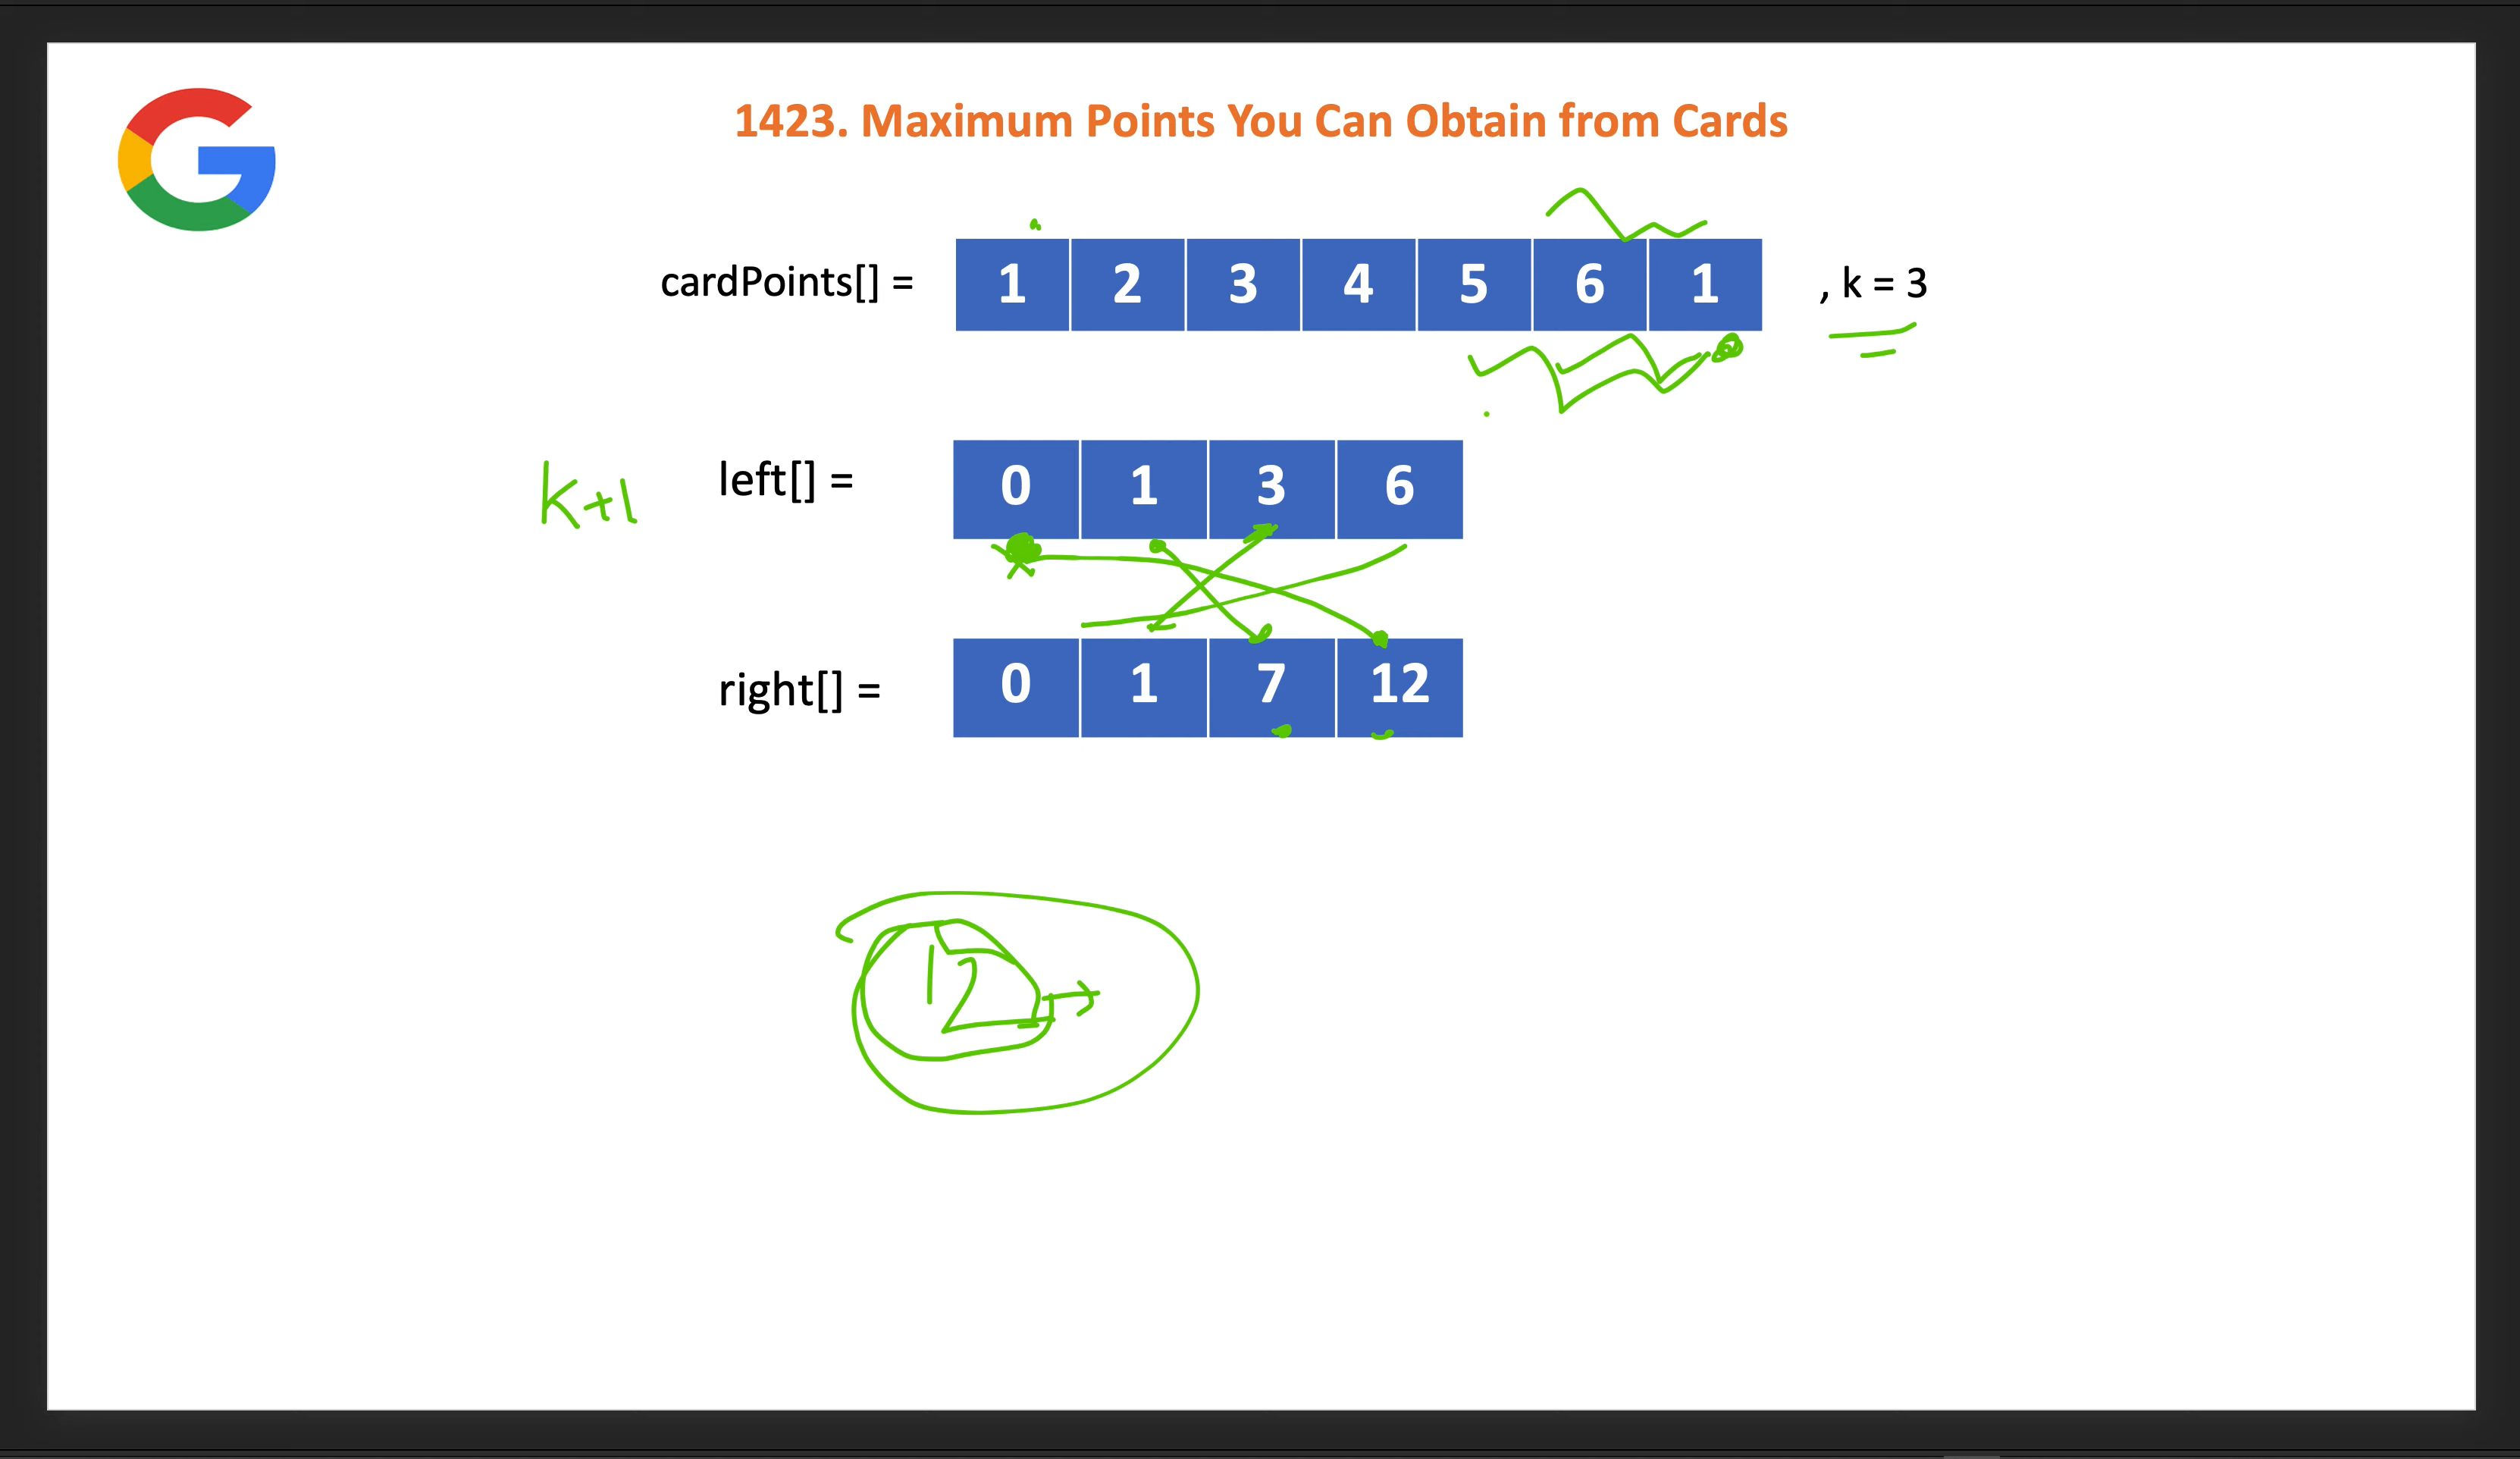 1423. Maximum Points You Can Obtain from Cards
cardPoints[] = 1 2 3 4 5 6 1 , k = 3
K+1 left[] = 0 1 3 6
right[] = 0 1 7 12
12